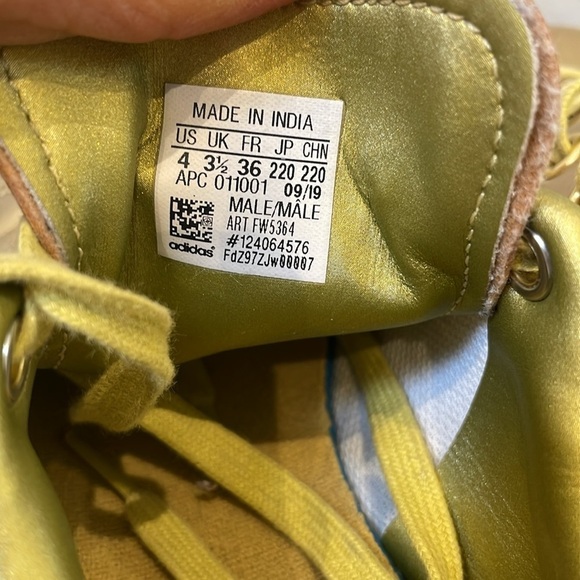 MADE IN INDIA
US UK FR JP CHN
4 3½ 36 220 220
APC 011001 09/19
MALE/MÂLE
ART FW5364
#124064576
adidas FdZ97ZJw00007